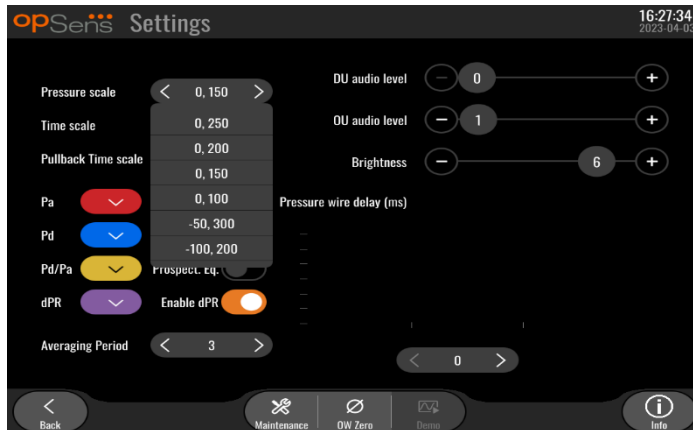 opSens Settings
16:27:34
2023-04-03
Pressure scale
0, 150
Time scale
Pullback Time scale
0, 250
0, 200
0, 150
0, 100
-50, 300
-100, 200
DU audio level
0
OU audio level
1
Brightness
6
Pa
Pd
Pd/Pa
dPR
Prospect. Eq.
Enable dPR
Averaging Period
3
Pressure wire delay (ms)
0
Back
Maintenance
OW Zero
Demo
Info